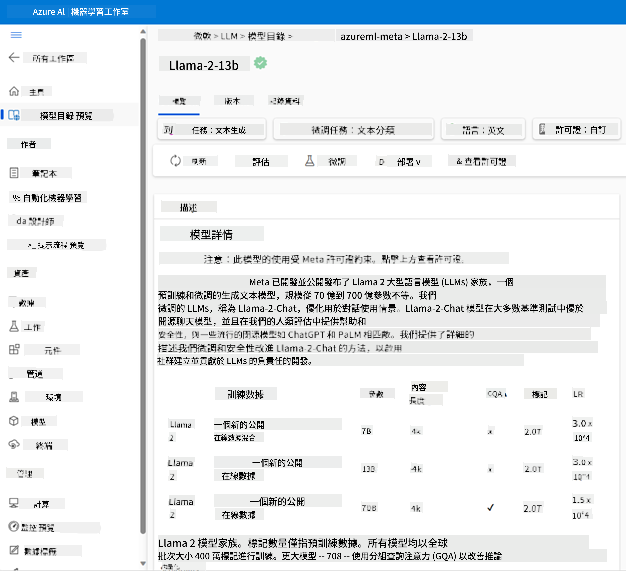 Azure Al · 機器學習工作室
微軟 > LLM > 模型目錄 >
azureml-meta > Llama-2-13b
所有工作區
Llama-2-13b
主頁
模型目錄 預覽
版本
作者
任務：文本生成
微調任務：文本分類
語言：英文
許可證：自訂
筆記本
刷新
評估
微調
D 部署 ∨
& 查看許可證
% 自動化機器學習
da 設計師
>_ 提示流程 預覽
描述
資產
模型詳情
數據
注意：此模型的使用受 Meta 許可證約束。點擊上方查看許可證。
工作
Meta 已開發並公開發布了 Llama 2 大型語言模型 (LLMs) 家族，一個
預訓練和微調的生成文本模型，規模從 70 億到 700 億參數不等。我們
微調的 LLMs，稱為 Llama-2-Chat，優化用於對話使用情景。Llama-2-Chat 模型在大多數基準測試中優於
開源聊天模型，並且在我們的人類評估中提供幫助和
安全性，與一些流行的閉源模型如 ChatGPT 和 PaLM 相匹敵。我們提供了詳細的
描述我們微調和安全性改進 Llama-2-Chat 的方法，以啟用
社群建立並貢獻於 LLMs 的負責任的開發。
元件
管道
環境
模型
終端
訓練數據
參數
內容
長度
GQA
標記
LR
Llama
2
一個新的公開
在線數據混合
7B
4k
x
2.0T
3.0 x
10^4
Llama
2
一個新的公開
在線數據
13B
4k
x
2.0T
3.0 x
10^4
管理
Llama
2
一個新的公開
在線數據
70B
4k
✓
2.0T
1.5 x
10^4
計算
監控 預覽
數據標籤
Llama 2 模型家族。標記數量僅指預訓練數據。所有模型均以全球
批次大小 400 萬標記進行訓練。更大模型 -- 70B -- 使用分組查詢注意力 (GQA) 以改善推論